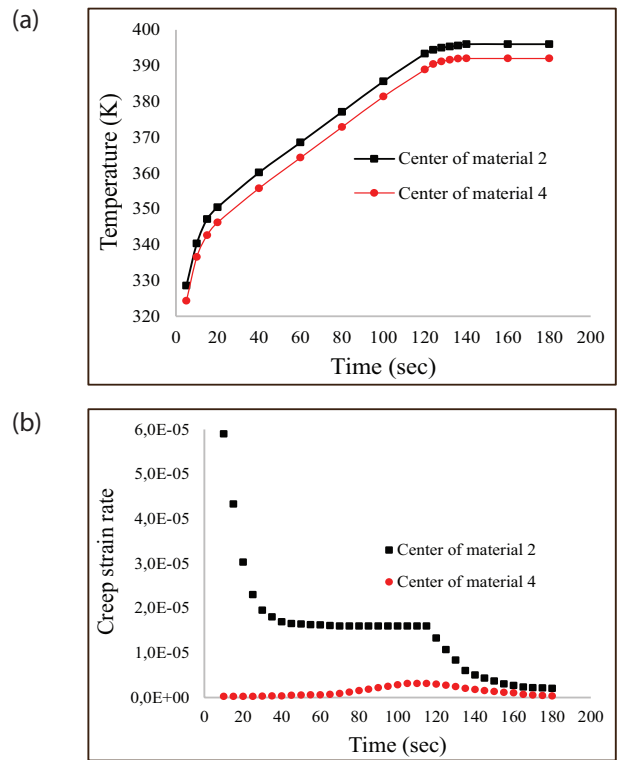 (a)
400
390
380
370
360
350
340
330
320
Temperature (K)
Center of material 2
Center of material 4
0 20 40 60 80 100 120 140 160 180 200
Time (sec)
(b)
6,0E-05
5,0E-05
4,0E-05
3,0E-05
2,0E-05
1,0E-05
0,0E+00
Creep strain rate
Center of material 2
Center of material 4
0 20 40 60 80 100 120 140 160 180 200
Time (sec)